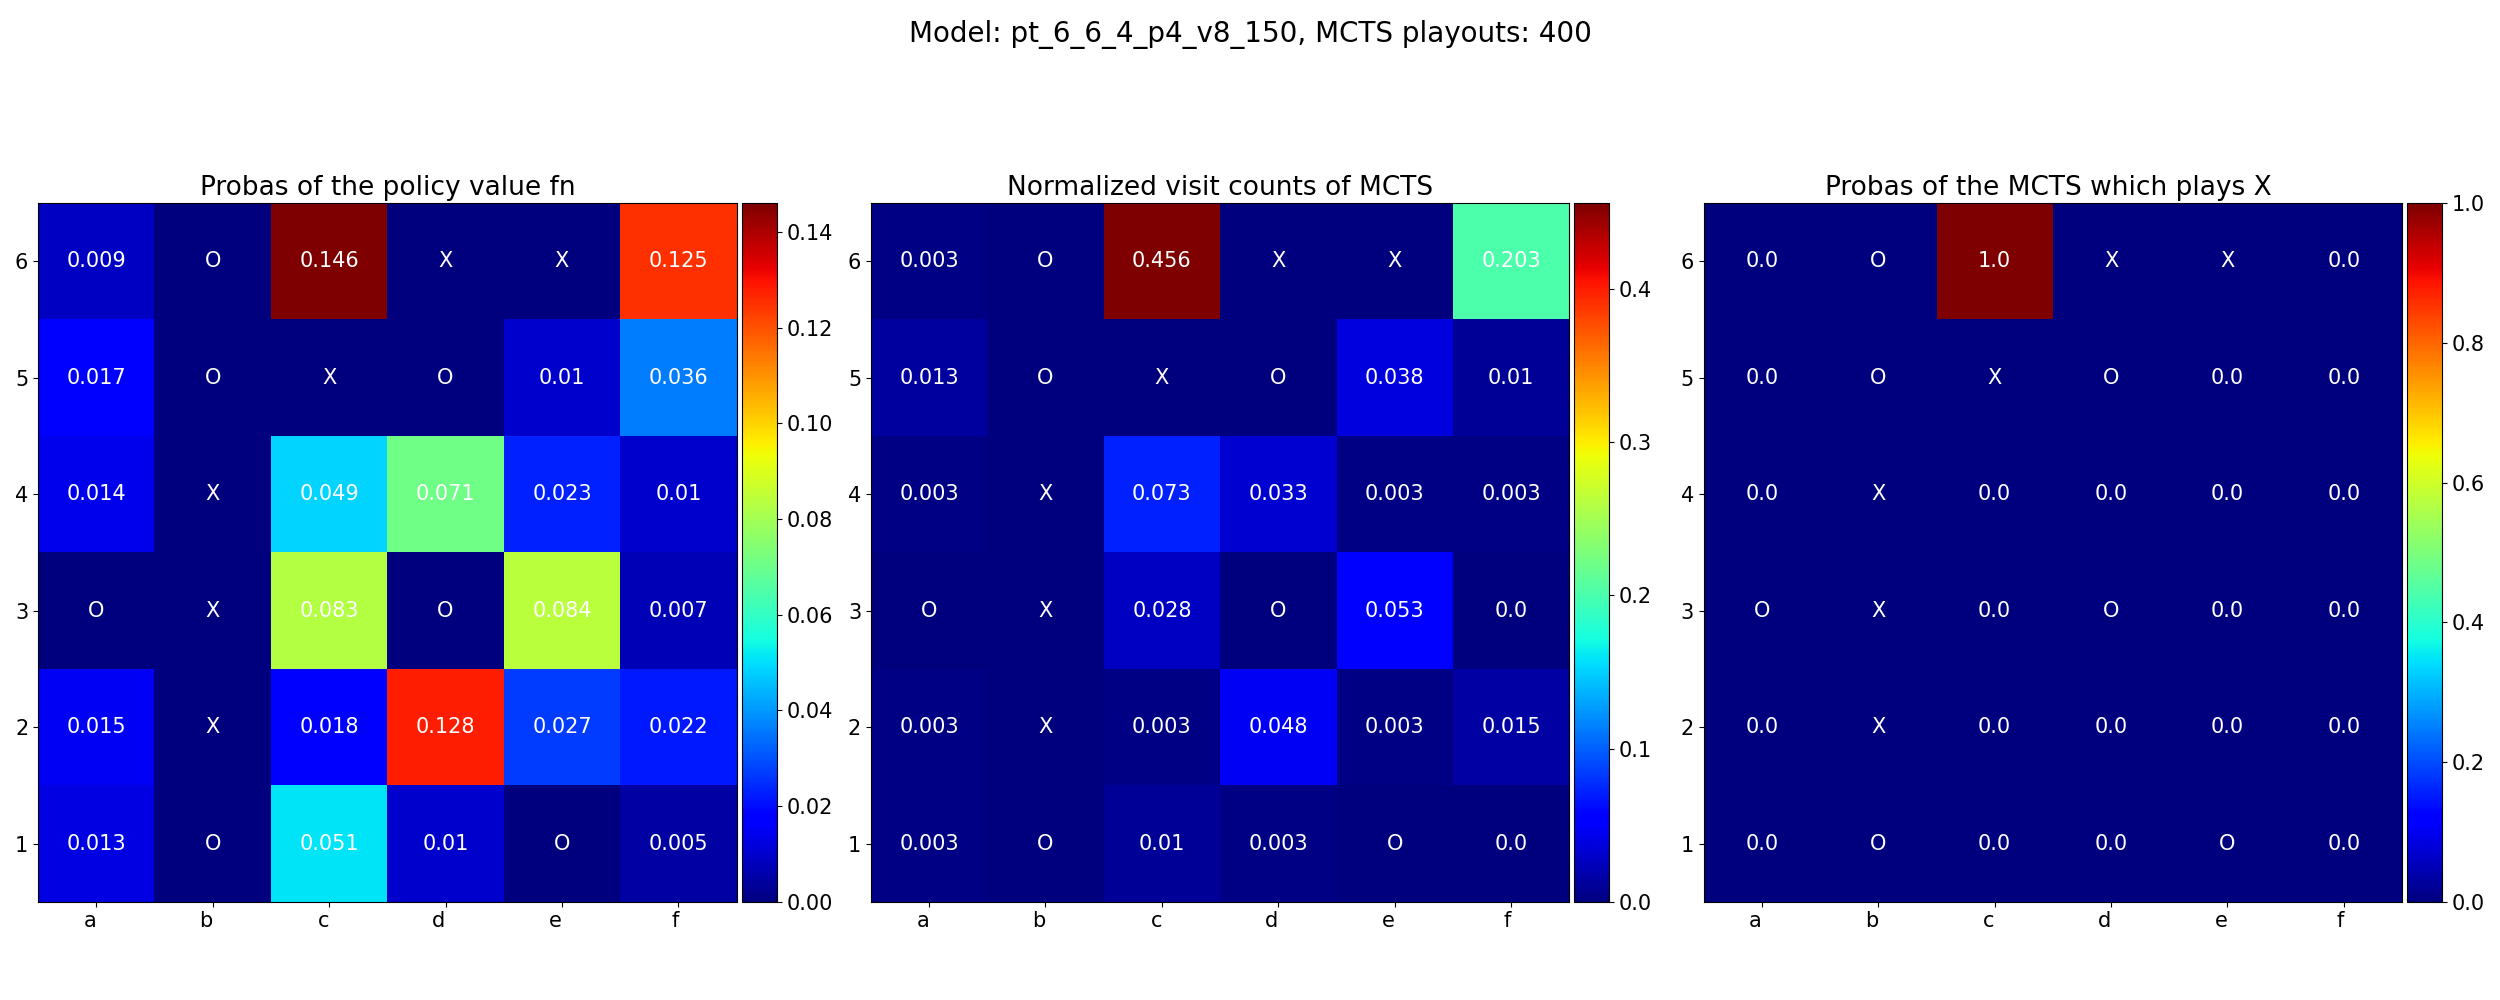 Model: pt_6_6_4_p4_v8_150, MCTS playouts: 400
Probas of the policy value fn
6 0.009 O 0.146 X X 0.125
5 0.017 O X O 0.01 0.036
4 0.014 X 0.049 0.071 0.023 0.01
3 O X 0.083 O 0.084 0.007
2 0.015 X 0.018 0.128 0.027 0.022
1 0.013 O 0.051 0.01 O 0.005
a b c d e f
0.14
0.12
0.10
0.08
0.06
0.04
0.02
0.00
Normalized visit counts of MCTS
6 0.003 O 0.456 X X 0.203
5 0.013 O X O 0.038 0.01
4 0.003 X 0.073 0.033 0.003 0.003
3 O X 0.028 O 0.053 0.0
2 0.003 X 0.003 0.048 0.003 0.015
1 0.003 O 0.01 0.003 O 0.0
a b c d e f
0.4
0.3
0.2
0.1
0.0
Probas of the MCTS which plays X
6 0.0 O 1.0 X X 0.0
5 0.0 O X O 0.0 0.0
4 0.0 X 0.0 0.0 0.0 0.0
3 O X 0.0 O 0.0 0.0
2 0.0 X 0.0 0.0 0.0 0.0
1 0.0 O 0.0 0.0 O 0.0
a b c d e f
1.0
0.8
0.6
0.4
0.2
0.0